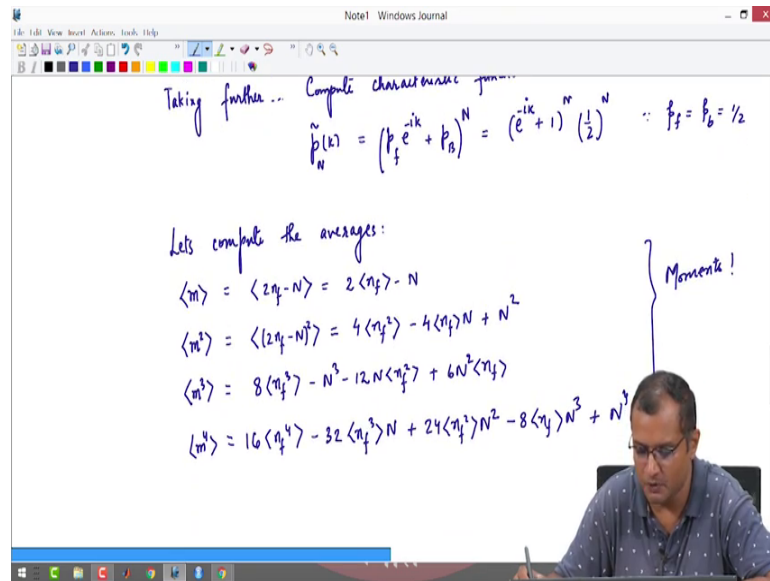 Note1 Windows Journal
File Edit View Insert Actions Tools Help
B I
Taking further... Compute characteristic
p̃_N(k) = (p_f e^{-ik} + p_B)^N = (e^{-ik} + 1)^N (1/2)^N ∵ p_f = p_b = 1/2
Lets compute the averages:
⟨m⟩ = ⟨2n_f - N⟩ = 2⟨n_f⟩ - N
⟨m²⟩ = ⟨(2n_f - N)²⟩ = 4⟨n_f²⟩ - 4⟨n_f⟩N + N²
Moments!
⟨m³⟩ = 8⟨n_f³⟩ - N³ - 12N⟨n_f²⟩ + 6N²⟨n_f⟩
⟨m⁴⟩ = 16⟨n_f⁴⟩ - 32⟨n_f³⟩N + 24⟨n_f²⟩N² - 8⟨n_f⟩N³ + N⁴